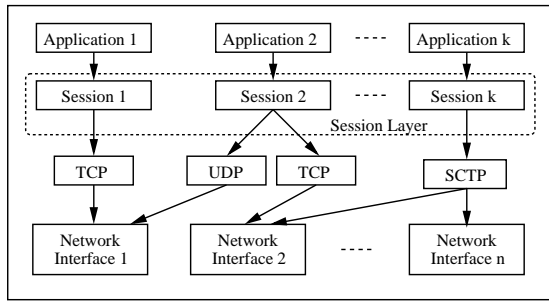 Application 1 Application 2 Application k
Session 1 Session 2 Session k
Session Layer
TCP UDP TCP SCTP
Network Interface 1
Network Interface 2
Network Interface n